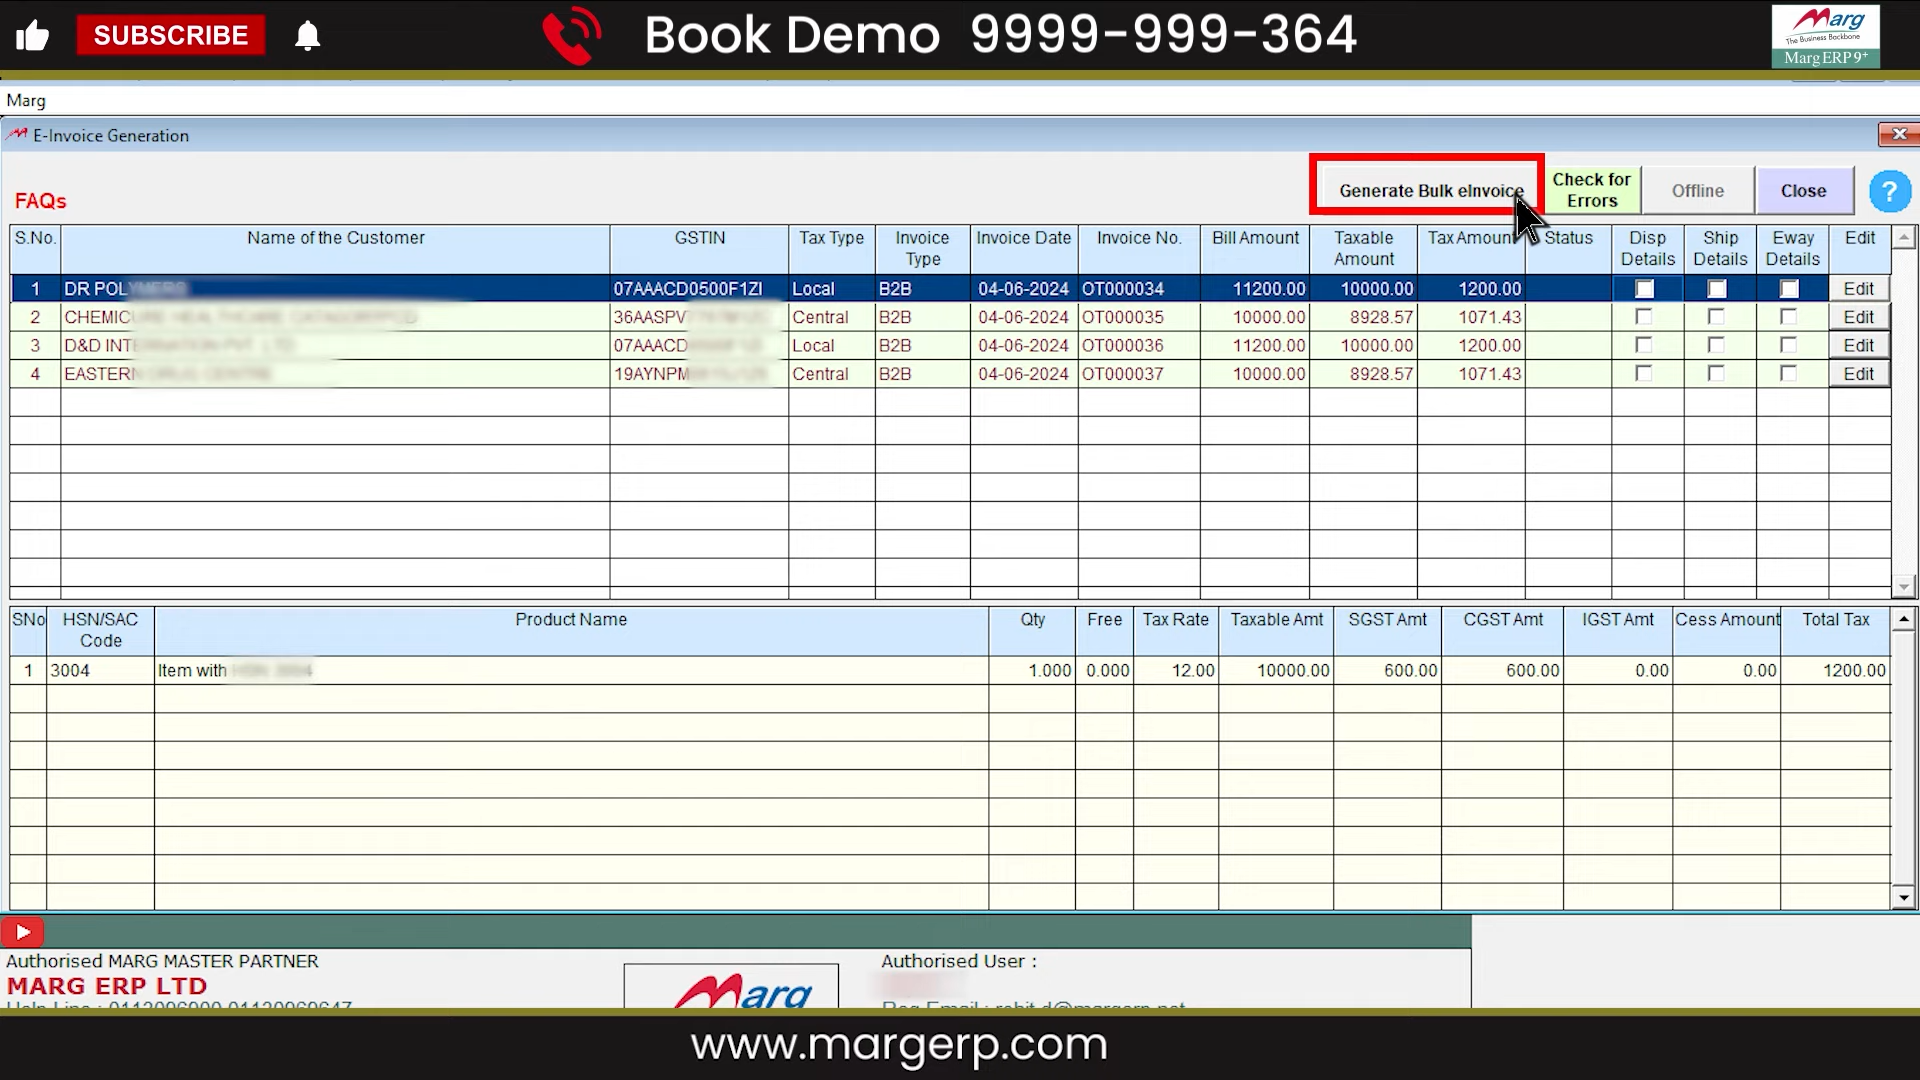 SUBSCRIBE Book Demo 9999-999-364
Marg
The Business Backbone
Marg ERP 9+
Marg
E-Invoice Generation
FAQs Generate Bulk eInvoice Check for Errors Offline Close ?
S.No. Name of the Customer GSTIN Tax Type Invoice Type Invoice Date Invoice No. Bill Amount Taxable Amount Tax Amount Status Disp Details Ship Details Eway Details Edit
1 DR POLYMERS 07AAACD0500F1ZI Local B2B 04-06-2024 OT000034 11200.00 10000.00 1200.00 Edit
2 36AASPV Central B2B 04-06-2024 OT000035 10000.00 8928.57 1071.43 Edit
3 D&D 07AAACD Local B2B 04-06-2024 OT000036 11200.00 10000.00 1200.00 Edit
4 EASTERN 19AYNPM Central B2B 04-06-2024 OT000037 10000.00 8928.57 1071.43 Edit
SNo HSN/SAC Code Product Name Qty Free Tax Rate Taxable Amt SGST Amt CGST Amt IGST Amt Cess Amount Total Tax
1 3004 Item with 1.000 0.000 12.00 10000.00 600.00 600.00 0.00 0.00 1200.00
Authorised MARG MASTER PARTNER
MARG ERP LTD
Marg
Authorised User :
www.margerp.com